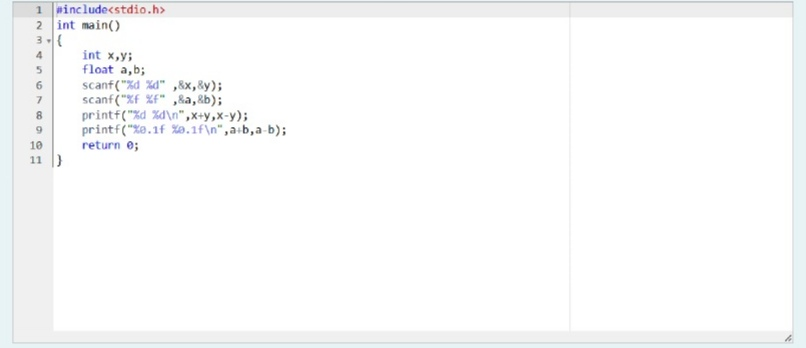 1 #include<stdio.h>
2 int main()
3 {
4 int x,y;
5 float a,b;
6 scanf("%d %d" ,&x,&y);
7 scanf("%f %f" ,&a,&b);
8 printf("%d %d\n",x+y,x-y);
9 printf("%0.1f %0.1f\n",a+b,a-b);
10 return 0;
11 }